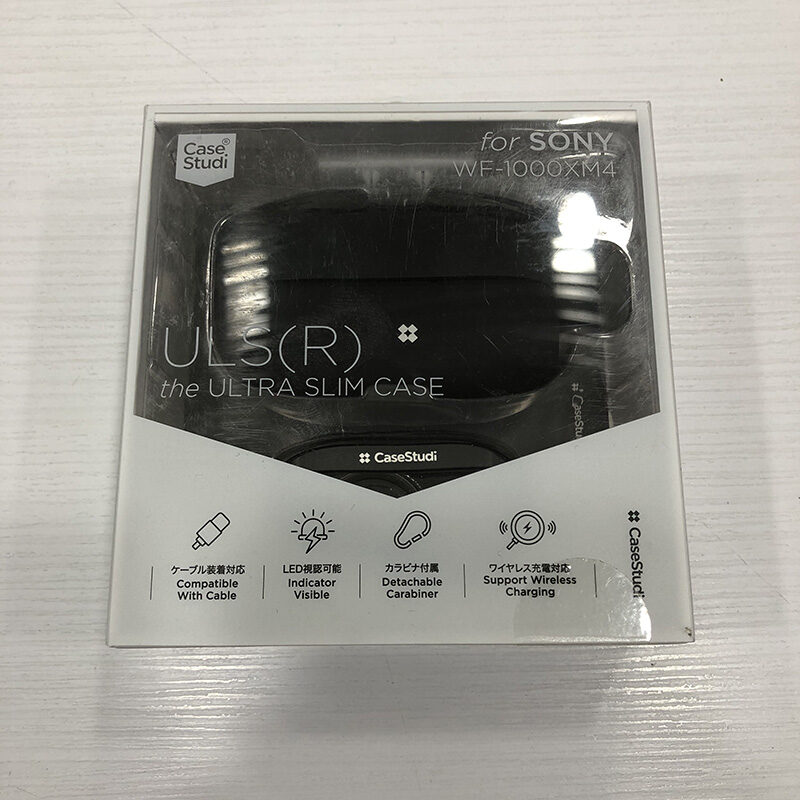 Case®
Studi
for SONY
WF-1000XM4
ULS(R)
the ULTRA SLIM CASE
CaseStudi
CaseStudi
ケーブル装着対応
Compatible
With Cable
LED視認可能
Indicator
Visible
カラビナ付属
Detachable
Carabiner
ワイヤレス充電対応
Support Wireless
Charging
CaseStudi